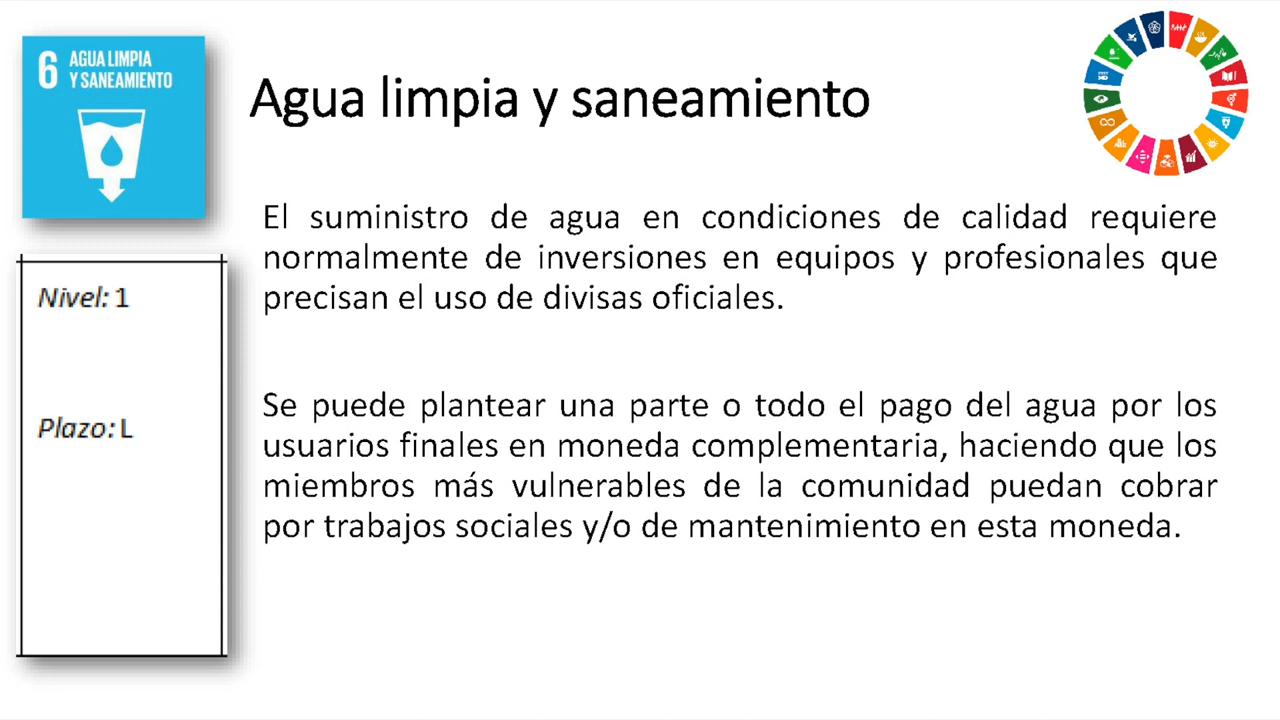 6 AGUA LIMPIA
Y SANEAMIENTO
Agua limpia y saneamiento
El suministro de agua en condiciones de calidad requiere
normalmente de inversiones en equipos y profesionales que
precisan el uso de divisas oficiales.
Nivel: 1
Plazo: L
Se puede plantear una parte o todo el pago del agua por los
usuarios finales en moneda complementaria, haciendo que los
miembros más vulnerables de la comunidad puedan cobrar
por trabajos sociales y/o de mantenimiento en esta moneda.